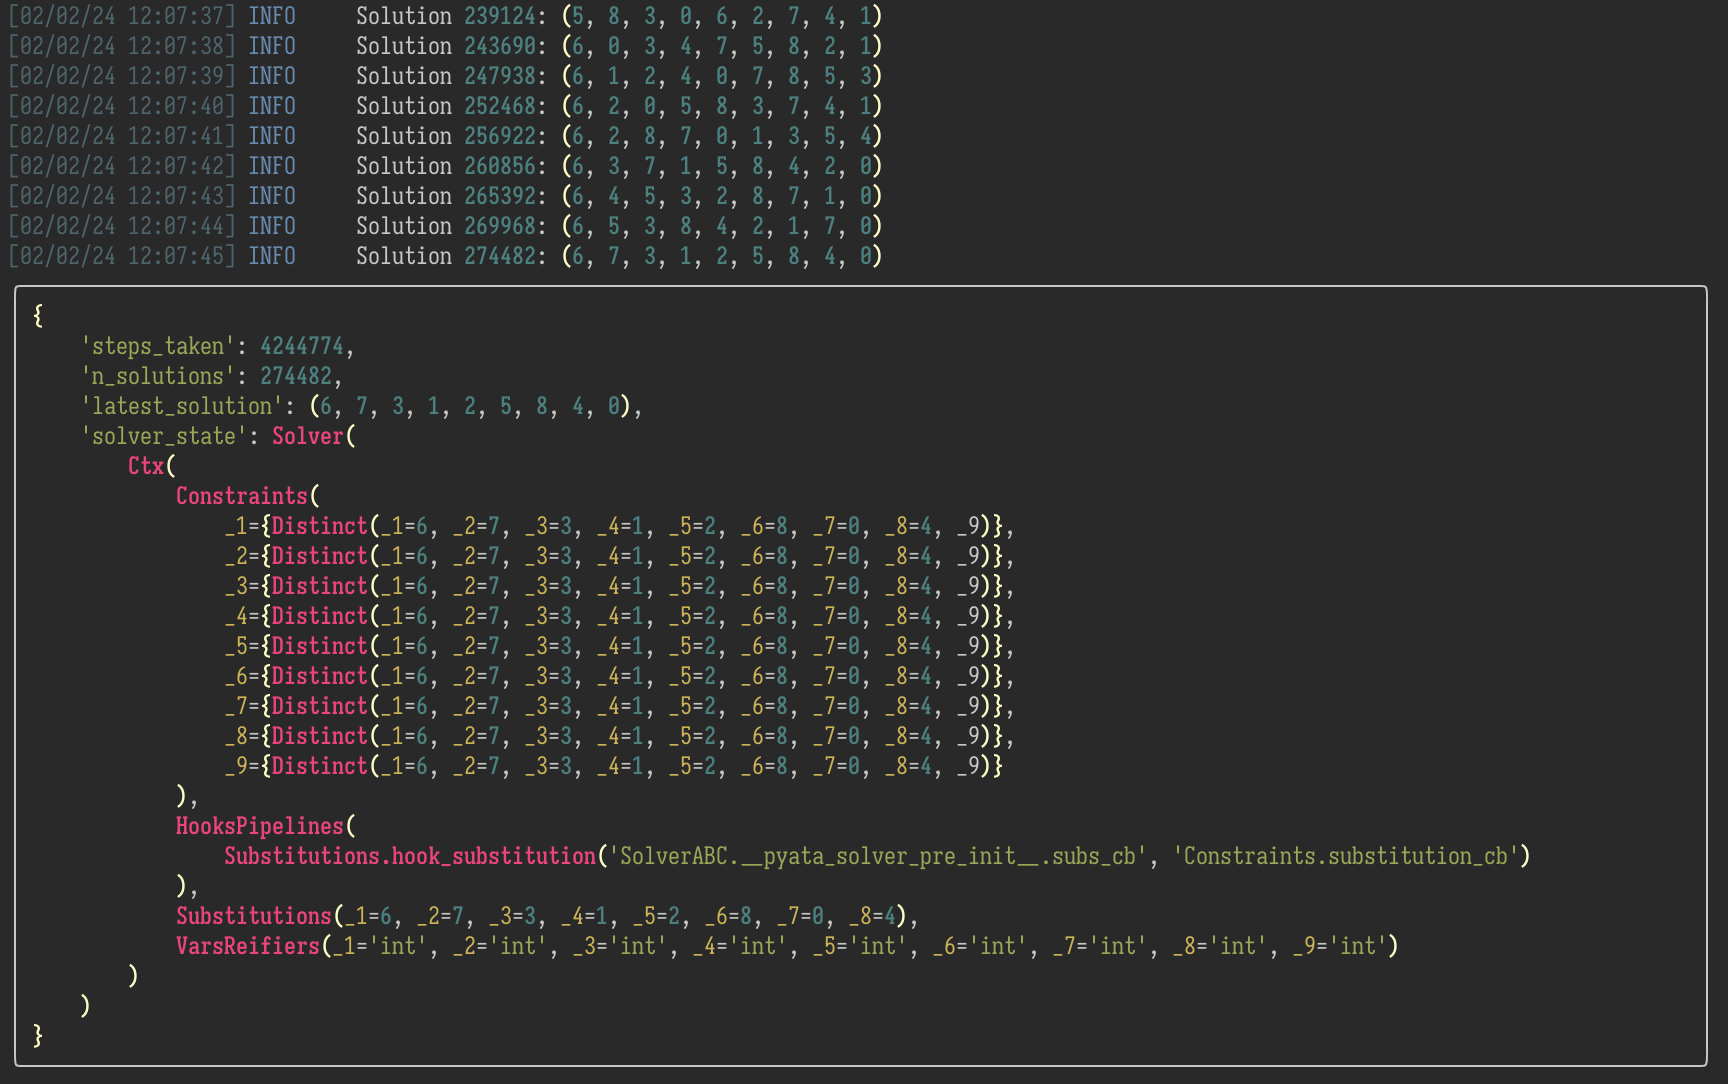 [02/02/24 12:07:37] INFO     Solution 239124: (5, 8, 3, 0, 6, 2, 7, 4, 1)
[02/02/24 12:07:38] INFO     Solution 243690: (6, 0, 3, 4, 7, 5, 8, 2, 1)
[02/02/24 12:07:39] INFO     Solution 247938: (6, 1, 2, 4, 0, 7, 8, 5, 3)
[02/02/24 12:07:40] INFO     Solution 252468: (6, 2, 0, 5, 8, 3, 7, 4, 1)
[02/02/24 12:07:41] INFO     Solution 256922: (6, 2, 8, 7, 0, 1, 3, 5, 4)
[02/02/24 12:07:42] INFO     Solution 260856: (6, 3, 7, 1, 5, 8, 4, 2, 0)
[02/02/24 12:07:43] INFO     Solution 265392: (6, 4, 5, 3, 2, 8, 7, 1, 0)
[02/02/24 12:07:44] INFO     Solution 269968: (6, 5, 3, 8, 4, 2, 1, 7, 0)
[02/02/24 12:07:45] INFO     Solution 274482: (6, 7, 3, 1, 2, 5, 8, 4, 0)
{
    'steps_taken': 4244774,
    'n_solutions': 274482,
    'latest_solution': (6, 7, 3, 1, 2, 5, 8, 4, 0),
    'solver_state': Solver(
        Ctx(
            Constraints(
                _1={Distinct(_1=6, _2=7, _3=3, _4=1, _5=2, _6=8, _7=0, _8=4, _9)},
                _2={Distinct(_1=6, _2=7, _3=3, _4=1, _5=2, _6=8, _7=0, _8=4, _9)},
                _3={Distinct(_1=6, _2=7, _3=3, _4=1, _5=2, _6=8, _7=0, _8=4, _9)},
                _4={Distinct(_1=6, _2=7, _3=3, _4=1, _5=2, _6=8, _7=0, _8=4, _9)},
                _5={Distinct(_1=6, _2=7, _3=3, _4=1, _5=2, _6=8, _7=0, _8=4, _9)},
                _6={Distinct(_1=6, _2=7, _3=3, _4=1, _5=2, _6=8, _7=0, _8=4, _9)},
                _7={Distinct(_1=6, _2=7, _3=3, _4=1, _5=2, _6=8, _7=0, _8=4, _9)},
                _8={Distinct(_1=6, _2=7, _3=3, _4=1, _5=2, _6=8, _7=0, _8=4, _9)},
                _9={Distinct(_1=6, _2=7, _3=3, _4=1, _5=2, _6=8, _7=0, _8=4, _9)}
            ),
            HooksPipelines(
                Substitutions.hook_substitution('SolverABC.__pyata_solver_pre_init__.subs_cb', 'Constraints.substitution_cb')
            ),
            Substitutions(_1=6, _2=7, _3=3, _4=1, _5=2, _6=8, _7=0, _8=4),
            VarsReifiers(_1='int', _2='int', _3='int', _4='int', _5='int', _6='int', _7='int', _8='int', _9='int')
        )
    )
}